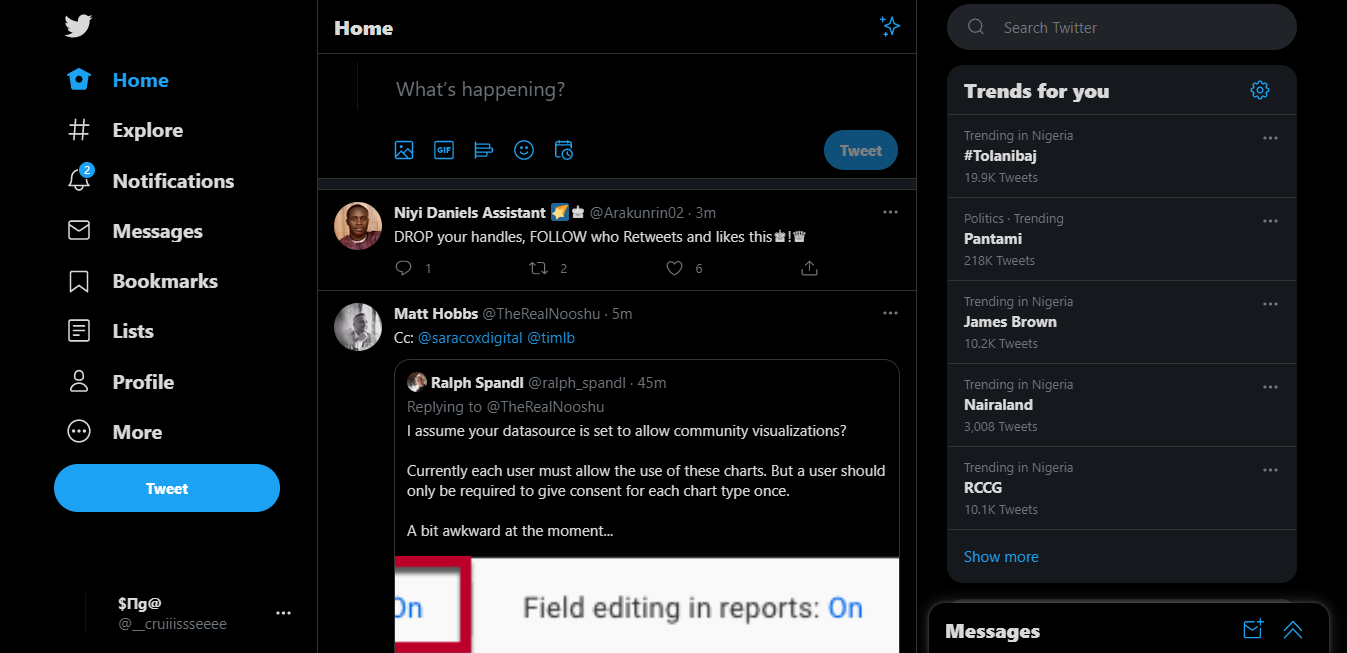 Home
Explore
2
Notifications
Messages
Bookmarks
Lists
Profile
More
Tweet
$Πg@
@__cruiiissseeee
Home
What's happening?
GIF
Tweet
Niyi Daniels Assistant @Arakunrin02 · 3m
DROP your handles, FOLLOW who Retweets and likes this♚!♛
1 2 6
Matt Hobbs @TheRealNooshu · 5m
Cc: @saracoxdigital @timlb
Ralph Spandl @ralph_spandl · 45m
Replying to @TheRealNooshu
I assume your datasource is set to allow community visualizations?
Currently each user must allow the use of these charts. But a user should
only be required to give consent for each chart type once.
A bit awkward at the moment...
On Field editing in reports: On
Search Twitter
Trends for you
Trending in Nigeria
#Tolanibaj
19.9K Tweets
Politics · Trending
Pantami
218K Tweets
Trending in Nigeria
James Brown
10.2K Tweets
Trending in Nigeria
Nairaland
3,008 Tweets
Trending in Nigeria
RCCG
10.1K Tweets
Show more
Messages